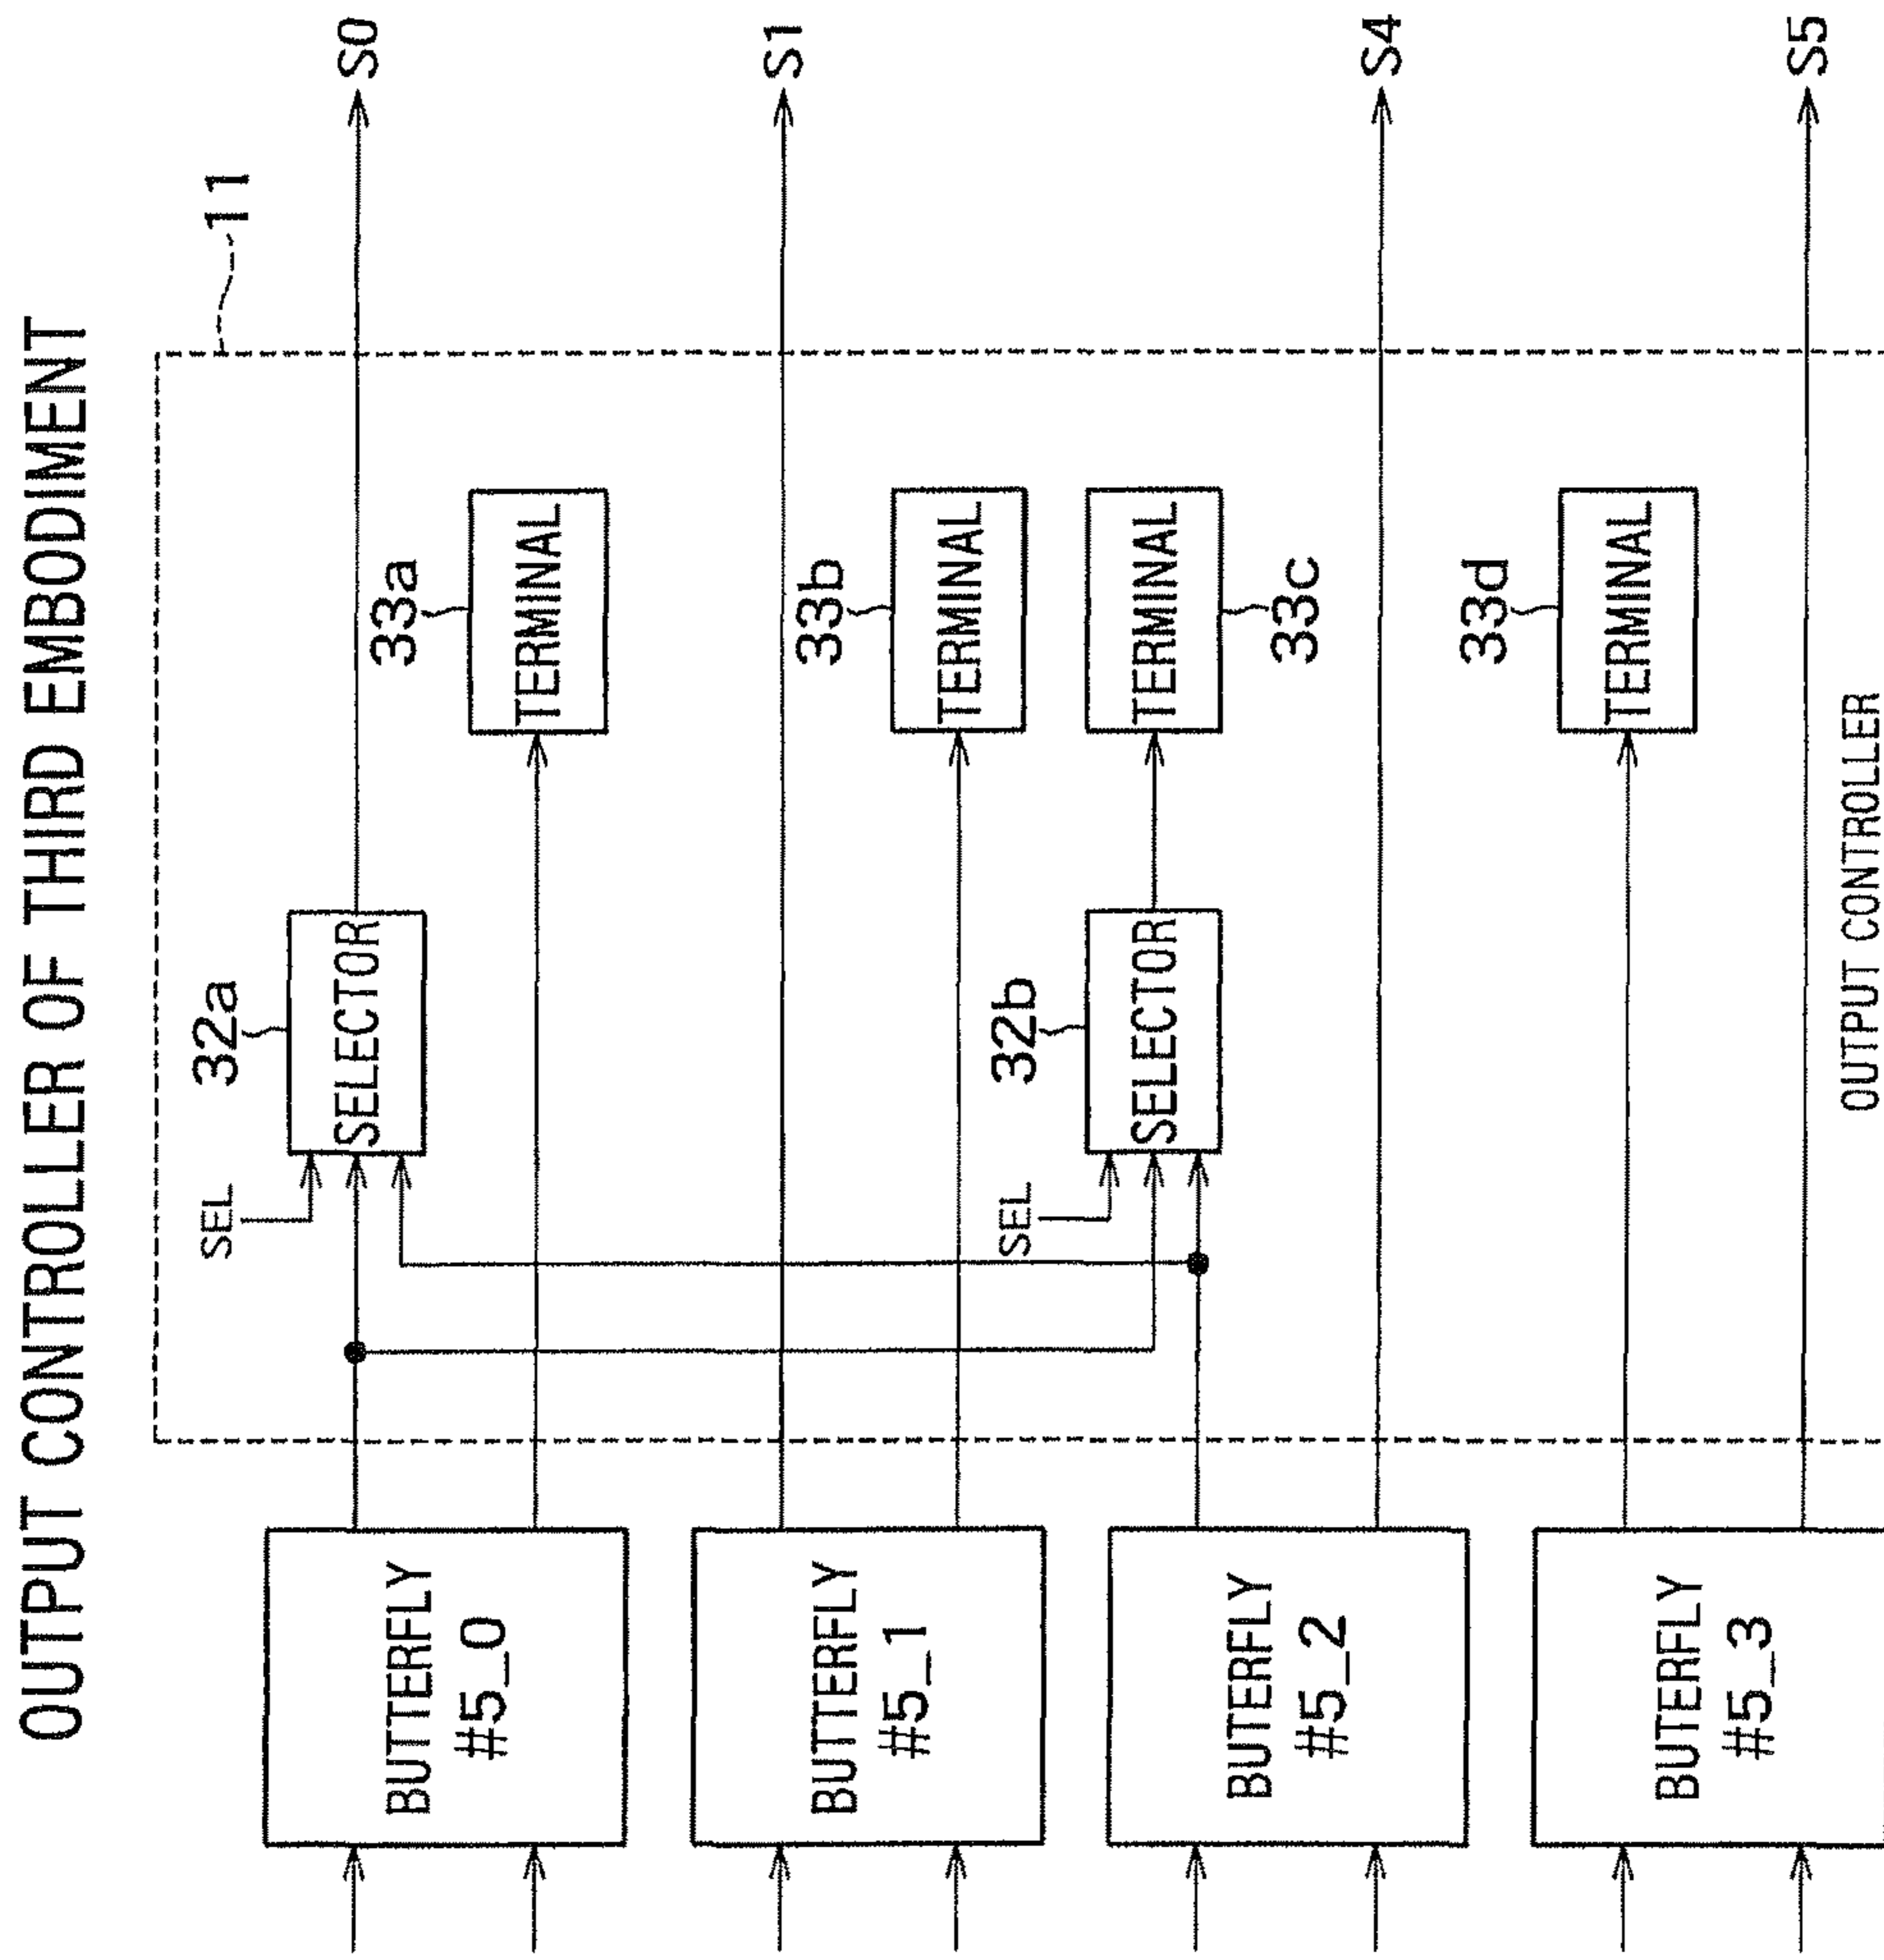 OUTPUT CONTROLLER OF THIRD EMBODIMENT
11
32a
SEL
SELECTOR
S0
BUTTERFLY
#5_0
33a
TERMINAL
S1
BUTTERFLY
#5_1
33b
TERMINAL
32b
SEL
SELECTOR
TERMINAL
33c
BUTERFLY
#5_2
S4
33d
TERMINAL
BUTERFLY
#5_3
S5
OUTPUT CONTROLLER